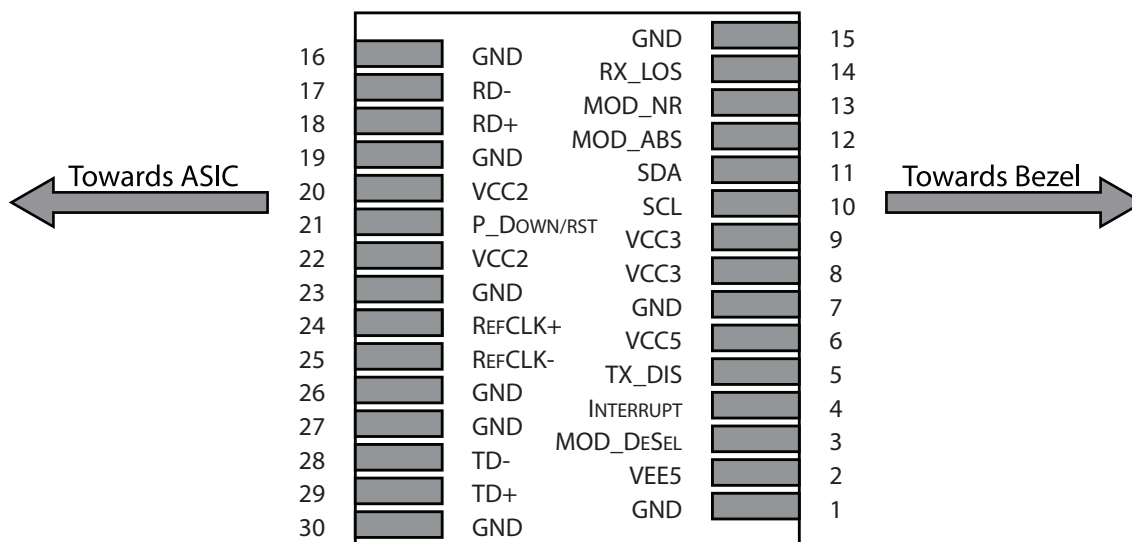 GND 15
16 GND
RX_LOS 14
17 RD-
MOD_NR 13
18 RD+
MOD_ABS 12
19 GND
SDA 11
Towards ASIC
Towards Bezel
20 VCC2
SCL 10
21 P_DOWN/RST
VCC3 9
22 VCC2
VCC3 8
23 GND
GND 7
24 REFCLK+
VCC5 6
25 REFCLK-
TX_DIS 5
26 GND
INTERRUPT 4
27 GND
MOD_DESEL 3
28 TD-
VEE5 2
29 TD+
GND 1
30 GND